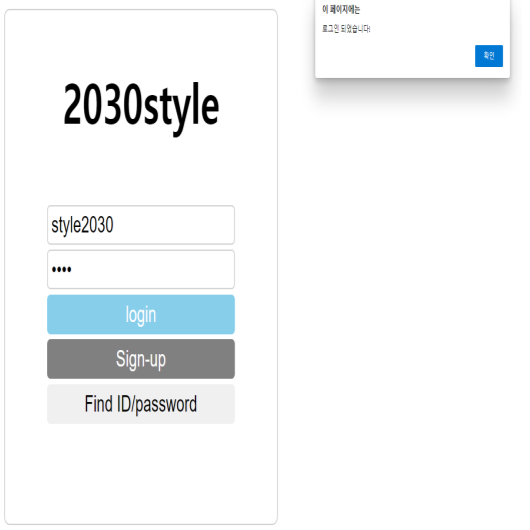 2030style
style2030
••••
login
Sign-up
Find ID/password
이 페이지에는
로그인 되었습니다!
확인